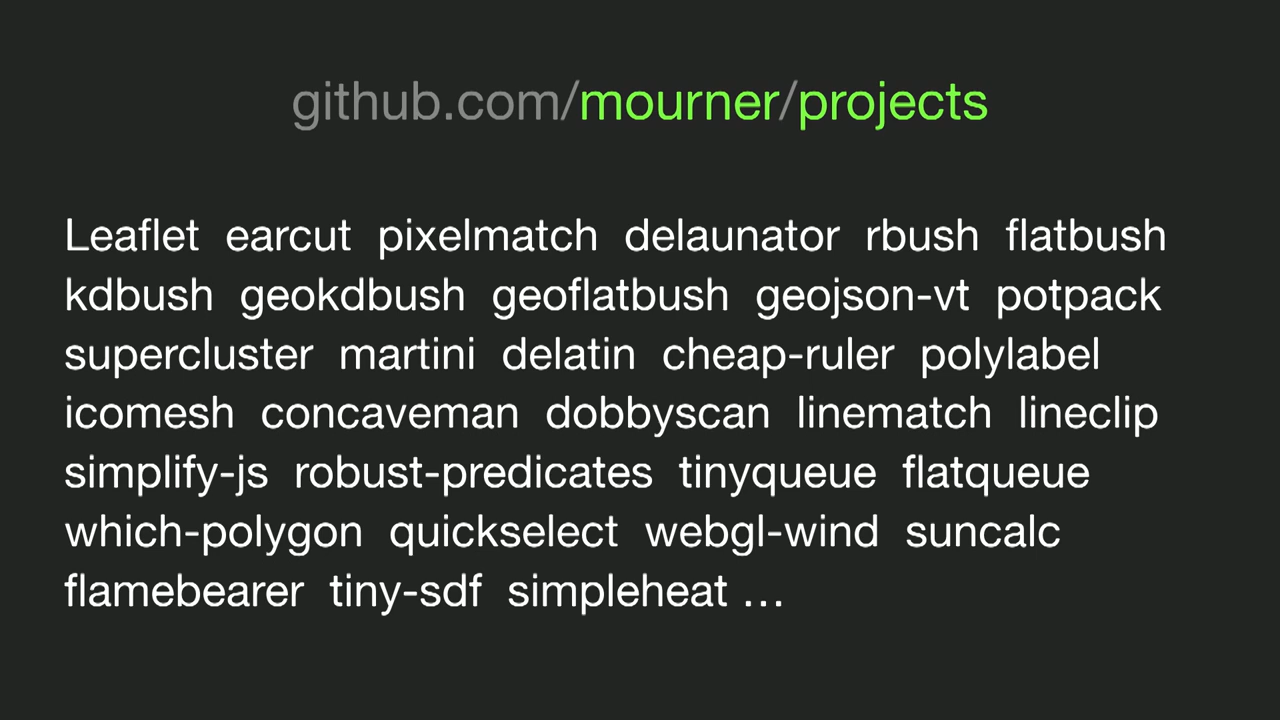 github.com/mourner/projects
Leaflet earcut pixelmatch delaunator rbush flatbush
kdbush geokdbush geoflatbush geojson-vt potpack
supercluster martini delatin cheap-ruler polylabel
icomesh concaveman dobbyscan linematch lineclip
simplify-js robust-predicates tinyqueue flatqueue
which-polygon quickselect webgl-wind suncalc
flamebearer tiny-sdf simpleheat …